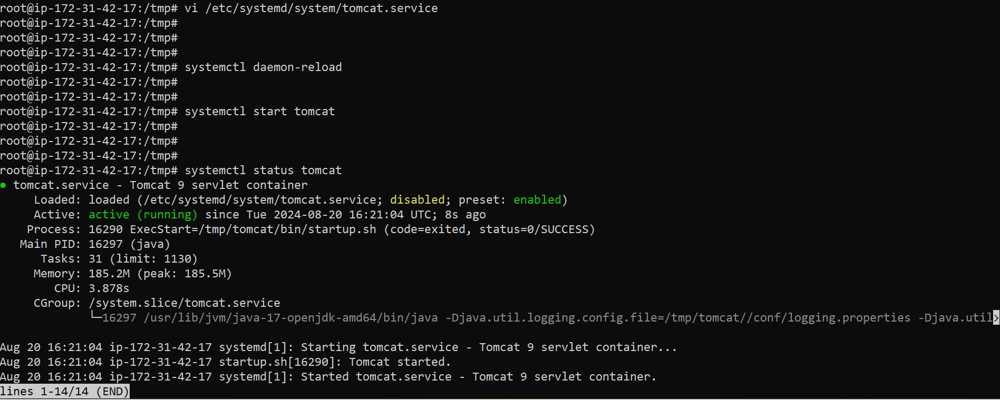 root@ip-172-31-42-17:/tmp# vi /etc/systemd/system/tomcat.service
root@ip-172-31-42-17:/tmp#
root@ip-172-31-42-17:/tmp#
root@ip-172-31-42-17:/tmp#
root@ip-172-31-42-17:/tmp# systemctl daemon-reload
root@ip-172-31-42-17:/tmp#
root@ip-172-31-42-17:/tmp#
root@ip-172-31-42-17:/tmp# systemctl start tomcat
root@ip-172-31-42-17:/tmp#
root@ip-172-31-42-17:/tmp#
root@ip-172-31-42-17:/tmp#
root@ip-172-31-42-17:/tmp# systemctl status tomcat
● tomcat.service - Tomcat 9 servlet container
Loaded: loaded (/etc/systemd/system/tomcat.service; disabled; preset: enabled)
Active: active (running) since Tue 2024-08-20 16:21:04 UTC; 8s ago
Process: 16290 ExecStart=/tmp/tomcat/bin/startup.sh (code=exited, status=0/SUCCESS)
Main PID: 16297 (java)
Tasks: 31 (limit: 1130)
Memory: 185.2M (peak: 185.5M)
CPU: 3.878s
CGroup: /system.slice/tomcat.service
└─16297 /usr/lib/jvm/java-17-openjdk-amd64/bin/java -Djava.util.logging.config.file=/tmp/tomcat//conf/logging.properties -Djava.util>
Aug 20 16:21:04 ip-172-31-42-17 systemd[1]: Starting tomcat.service - Tomcat 9 servlet container...
Aug 20 16:21:04 ip-172-31-42-17 startup.sh[16290]: Tomcat started.
Aug 20 16:21:04 ip-172-31-42-17 systemd[1]: Started tomcat.service - Tomcat 9 servlet container.
lines 1-14/14 (END)